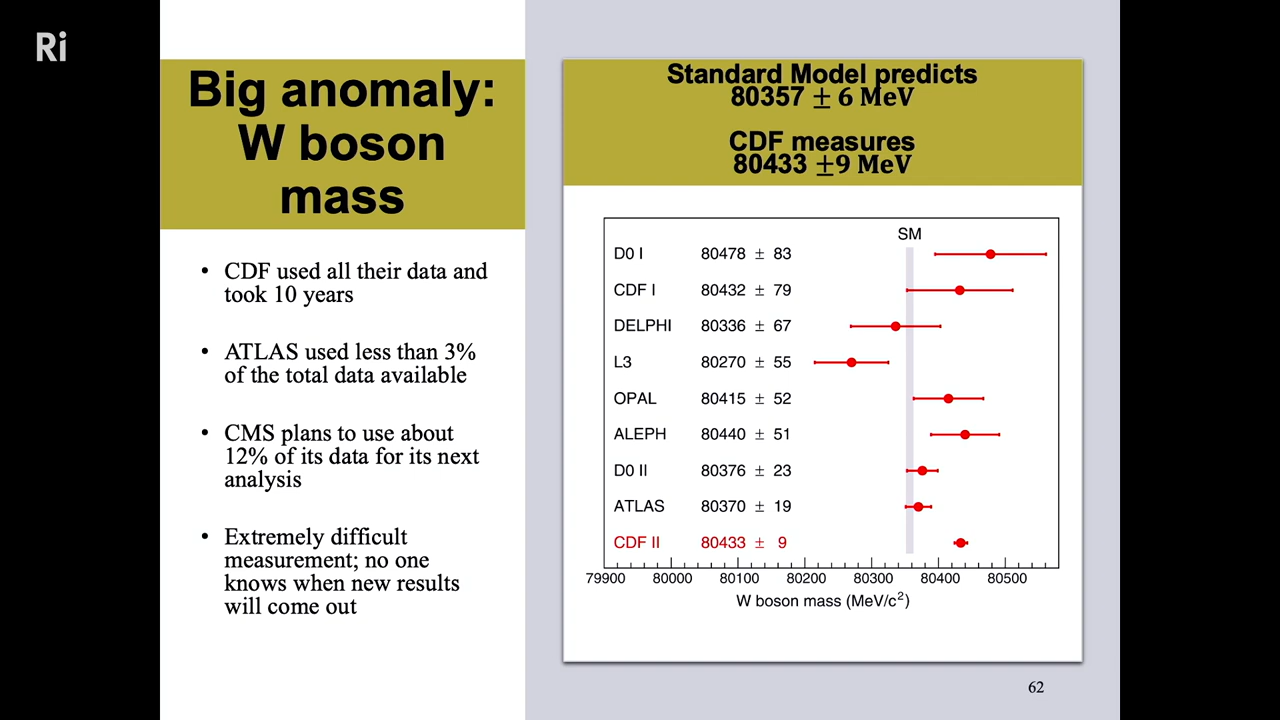 Ri
Big anomaly:
W boson
mass
• CDF used all their data and
took 10 years
• ATLAS used less than 3%
of the total data available
• CMS plans to use about
12% of its data for its next
analysis
• Extremely difficult
measurement; no one
knows when new results
will come out
Standard Model predicts
80357 ± 6 MeV
CDF measures
80433 ±9 MeV
SM
D0 I 80478 ± 83
CDF I 80432 ± 79
DELPHI 80336 ± 67
L3 80270 ± 55
OPAL 80415 ± 52
ALEPH 80440 ± 51
D0 II 80376 ± 23
ATLAS 80370 ± 19
CDF II 80433 ± 9
79900 80000 80100 80200 80300 80400 80500
W boson mass (MeV/c²)
62